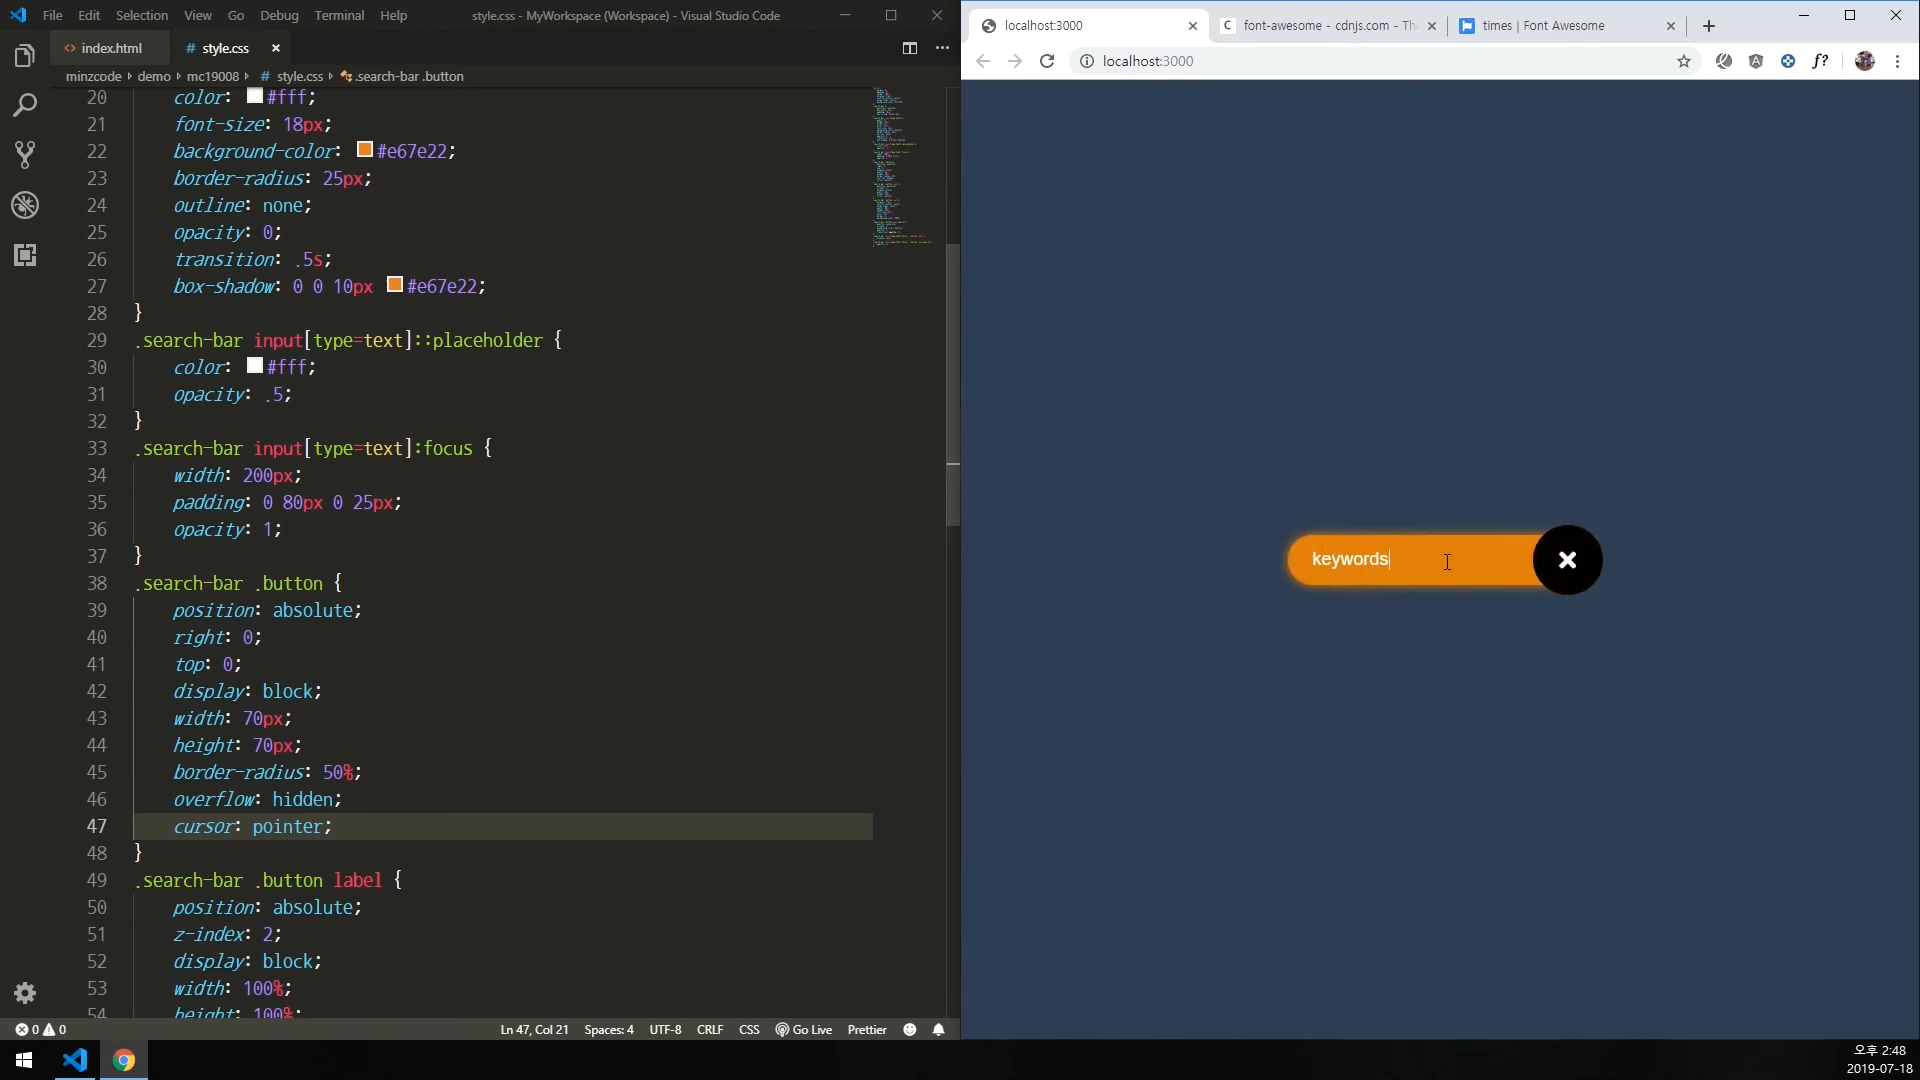 File Edit Selection View Go Debug Terminal Help style.css - MyWorkspace (Workspace) - Visual Studio Code
index.html # style.css
minzcode demo mc19008 # style.css .search-bar .button
20 color: #fff;
21 font-size: 18px;
22 background-color: #e67e22;
23 border-radius: 25px;
24 outline: none;
25 opacity: 0;
26 transition: .5s;
27 box-shadow: 0 0 10px #e67e22;
28 }
29 .search-bar input[type=text]::placeholder {
30 color: #fff;
31 opacity: .5;
32 }
33 .search-bar input[type=text]:focus {
34 width: 200px;
35 padding: 0 80px 0 25px;
36 opacity: 1;
37 }
38 .search-bar .button {
39 position: absolute;
40 right: 0;
41 top: 0;
42 display: block;
43 width: 70px;
44 height: 70px;
45 border-radius: 50%;
46 overflow: hidden;
47 cursor: pointer;
48 }
49 .search-bar .button label {
50 position: absolute;
51 z-index: 2;
52 display: block;
53 width: 100%;
54 height: 100%;
0 0 Ln 47, Col 21 Spaces: 4 UTF-8 CRLF CSS Go Live Prettier
localhost:3000 font-awesome - cdnjs.com - The times | Font Awesome
localhost:3000
keywords
오후 2:48
2019-07-18